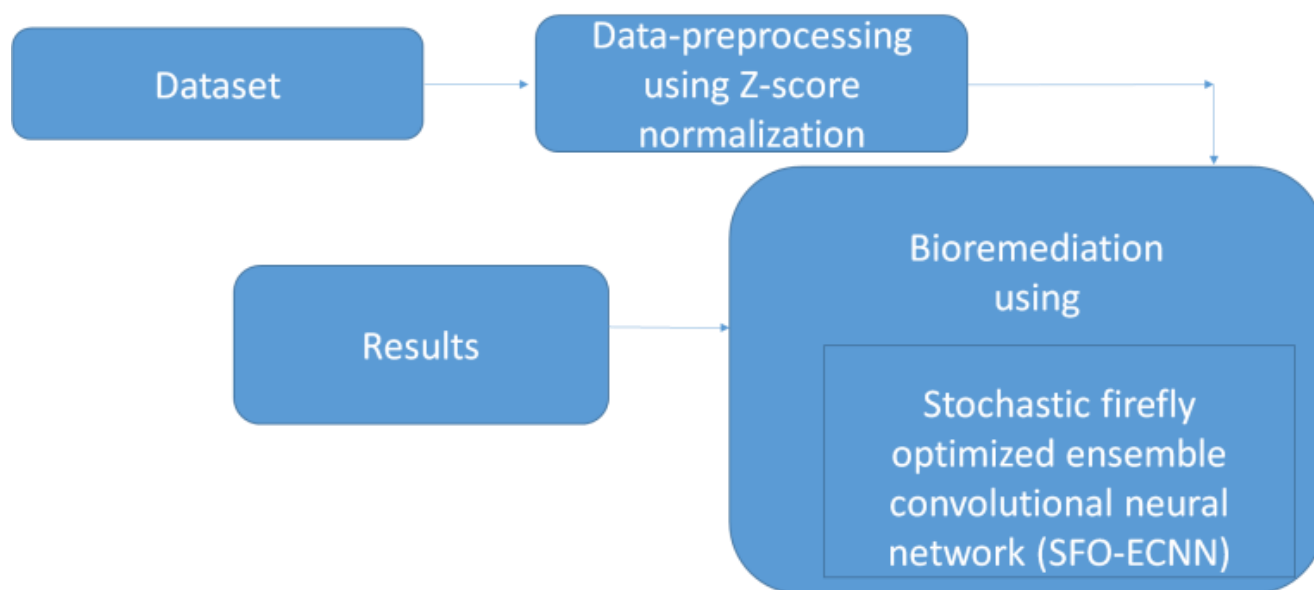 Dataset
Data-preprocessing
using Z-score
normalization
Bioremediation
using
Results
Stochastic firefly
optimized ensemble
convolutional neural
network (SFO-ECNN)